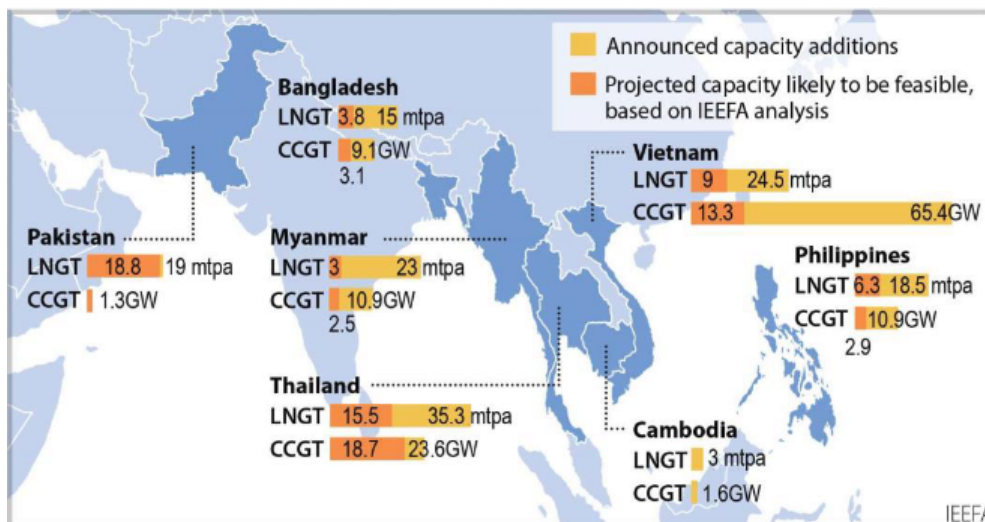 Announced capacity additions
Projected capacity likely to be feasible,
based on IEEFA analysis
Bangladesh
LNGT 3.8 15 mtpa
CCGT 9.1GW
3.1
Vietnam
LNGT 9 24.5 mtpa
CCGT 13.3 65.4GW
Pakistan
LNGT 18.8 19 mtpa
CCGT 1.3GW
Myanmar
LNGT 3 23 mtpa
CCGT 10.9GW
2.5
Philippines
LNGT 6.3 18.5 mtpa
CCGT 10.9GW
2.9
Thailand
LNGT 15.5 35.3 mtpa
CCGT 18.7 23.6GW
Cambodia
LNGT 3 mtpa
CCGT 1.6GW
IEEFA